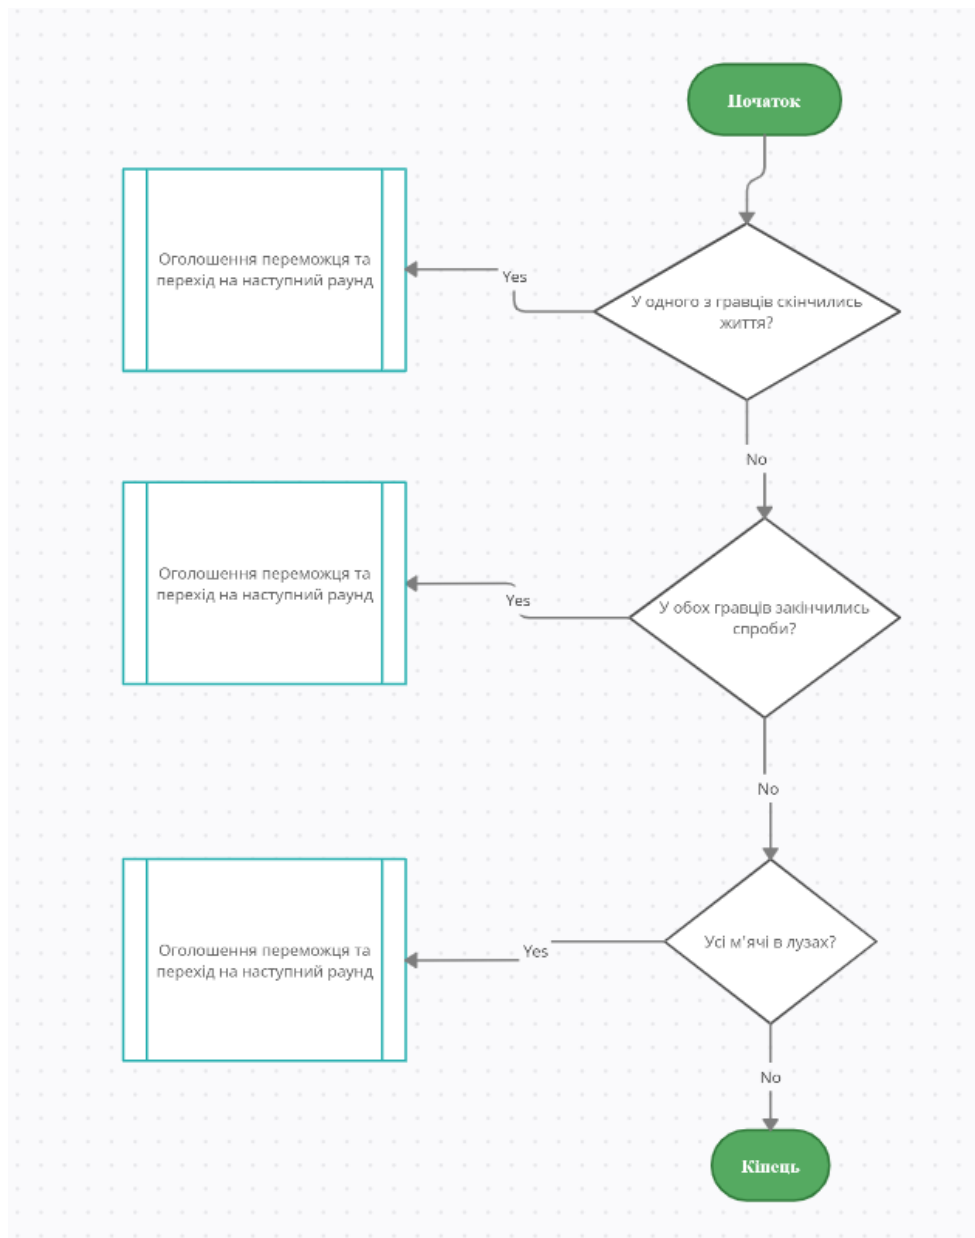 Початок
У одного з гравців скінчились
життя?
Yes
Оголошення переможця та
перехід на наступний раунд
No
У обох гравців закінчились
спроби?
Yes
Оголошення переможця та
перехід на наступний раунд
No
Усі м'ячі в лузах?
Yes
Оголошення переможця та
перехід на наступний раунд
No
Кінець